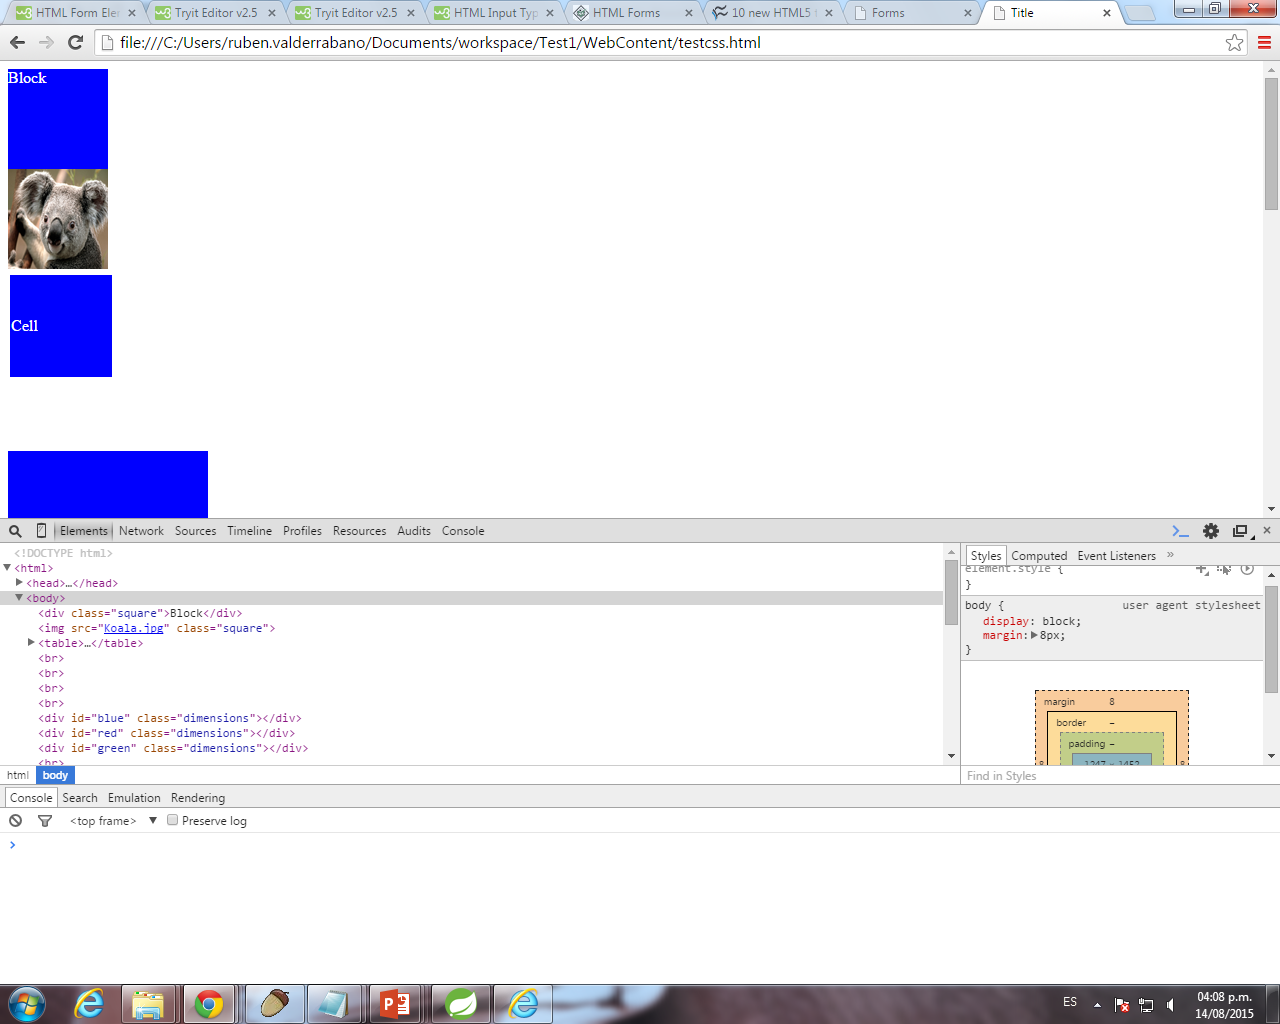 HTML Form Ele
Tryit Editor v2.5
Tryit Editor v2.5
HTML Input Typ
HTML Forms
10 new HTML5 t
Forms
Title
file:///C:/Users/ruben.valderrabano/Documents/workspace/Test1/WebContent/testcss.html
Block
Cell
Elements Network Sources Timeline Profiles Resources Audits Console
<!DOCTYPE html>
<html>
<head>…</head>
<body>
<div class="square">Block</div>
<img src="Koala.jpg" class="square">
<table>…</table>
<br>
<br>
<br>
<br>
<div id="blue" class="dimensions"></div>
<div id="red" class="dimensions"></div>
<div id="green" class="dimensions"></div>
<br>
html body
Styles Computed Event Listeners »
element.style {
}
body { user agent stylesheet
display: block;
margin: 8px;
}
margin 8
border –
padding –
8 1247 × 1452 8
Find in Styles
Console Search Emulation Rendering
<top frame> Preserve log
>
ES
04:08 p.m.
14/08/2015